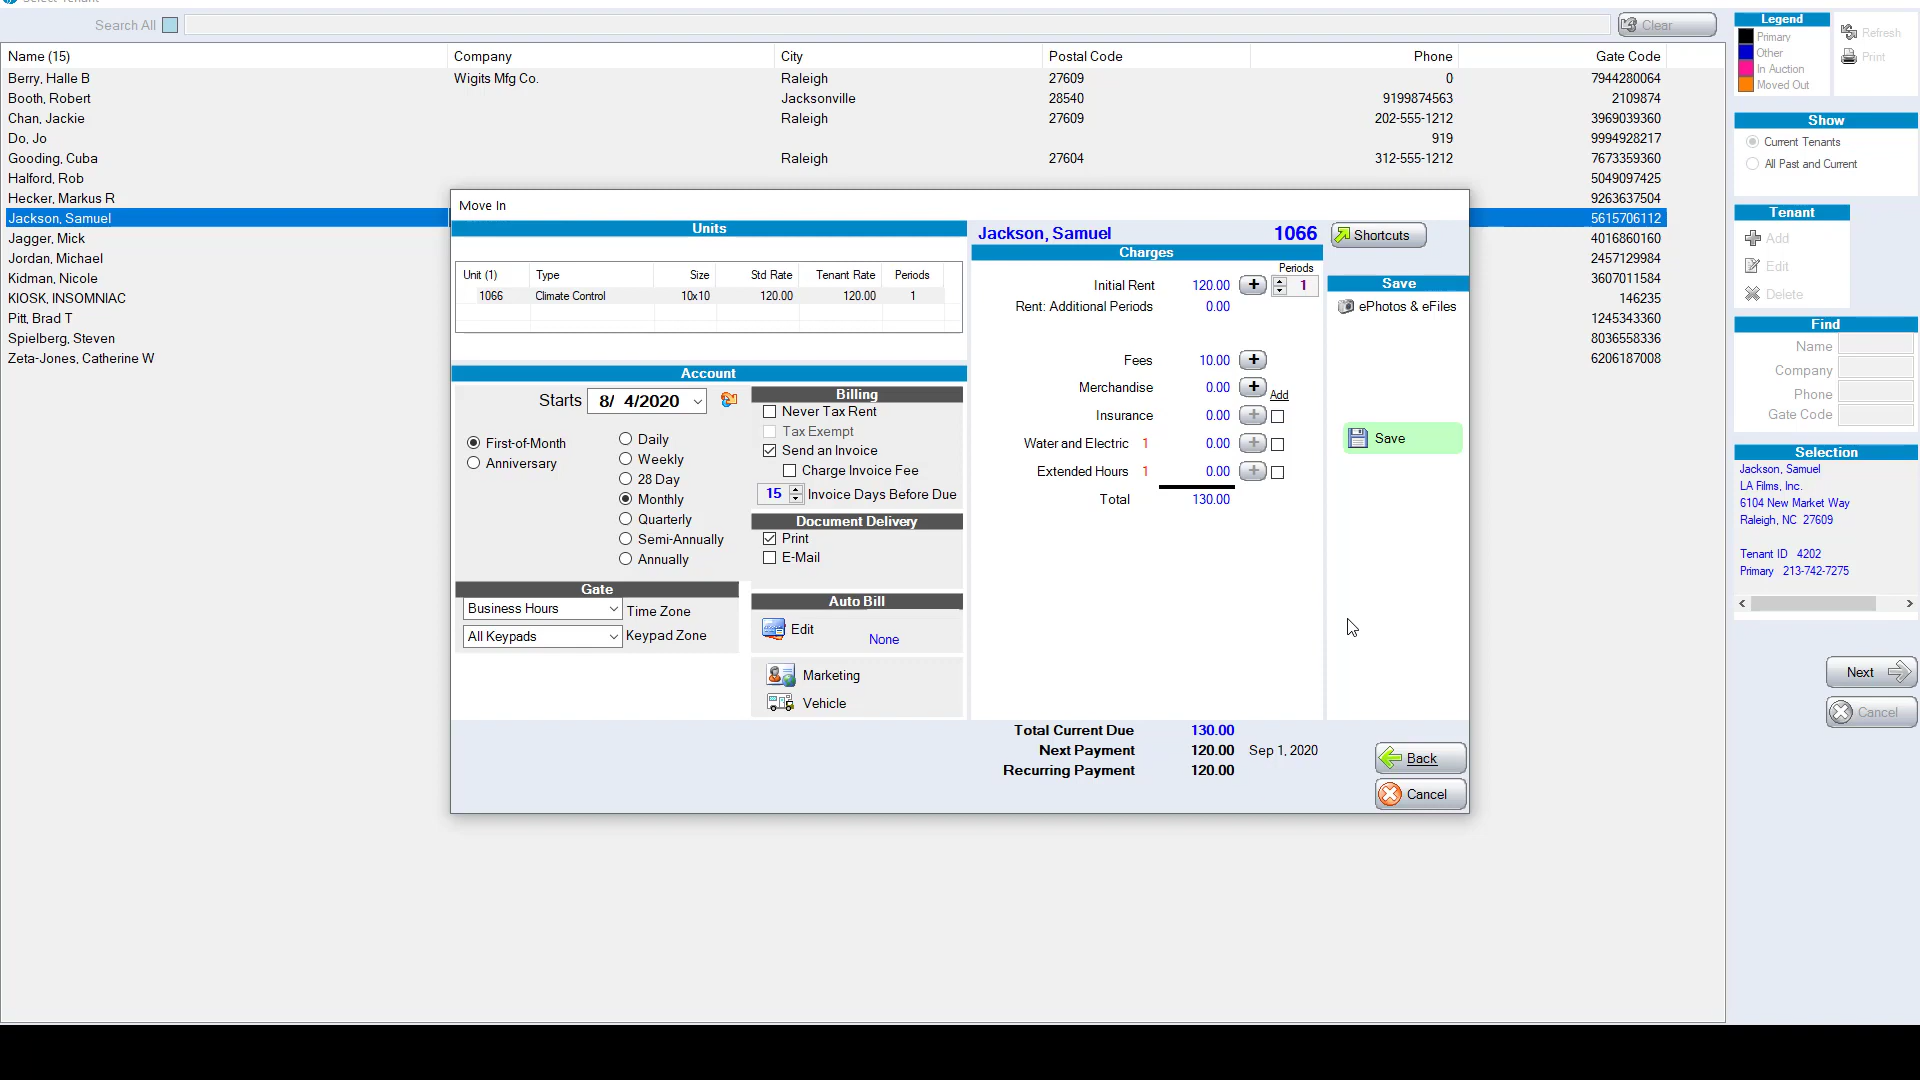 Select Tenant
Search All
Clear
Name (15) Company City Postal Code Phone Gate Code
Berry, Halle B Wigits Mfg Co. Raleigh 27609 0 7944280064
Booth, Robert Jacksonville 28540 9199874563 2109874
Chan, Jackie Raleigh 27609 202-555-1212 3969039360
Do, Jo 919 9994928217
Gooding, Cuba Raleigh 27604 312-555-1212 7673359360
Halford, Rob 5049097425
Hecker, Markus R 9263637504
Jackson, Samuel 5615706112
Jagger, Mick 4016860160
Jordan, Michael 2457129984
Kidman, Nicole 3607011584
KIOSK, INSOMNIAC 146235
Pitt, Brad T 1245343360
Spielberg, Steven 8036558336
Zeta-Jones, Catherine W 6206187008
Move In
Units
Unit (1) Type Size Std Rate Tenant Rate Periods
1066 Climate Control 10x10 120.00 120.00 1
Account
Starts 8/ 4/2020
First-of-Month
Anniversary
Daily
Weekly
28 Day
Monthly
Quarterly
Semi-Annually
Annually
Gate
Business Hours Time Zone
All Keypads Keypad Zone
Billing
Never Tax Rent
Tax Exempt
Send an Invoice
Charge Invoice Fee
15 Invoice Days Before Due
Document Delivery
Print
E-Mail
Auto Bill
Edit
None
Marketing
Vehicle
Jackson, Samuel 1066
Charges
Periods
Initial Rent 120.00 + 1
Rent: Additional Periods 0.00
Fees 10.00 +
Merchandise 0.00 + Add
Insurance 0.00 +
Water and Electric 1 0.00 +
Extended Hours 1 0.00 +
Total 130.00
Shortcuts
Save
ePhotos & eFiles
Save
Total Current Due 130.00
Next Payment 120.00 Sep 1, 2020
Recurring Payment 120.00
Back
Cancel
Legend
Primary
Other
In Auction
Moved Out
Refresh
Print
Show
Current Tenants
All Past and Current
Tenant
Add
Edit
Delete
Find
Name
Company
Phone
Gate Code
Selection
Jackson, Samuel
LA Films, Inc.
6104 New Market Way
Raleigh, NC 27609
Tenant ID 4202
Primary 213-742-7275
Next
Cancel